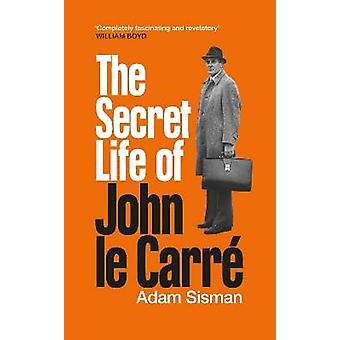 ‘Completely fascinating and revelatory’
WILLIAM BOYD
The
Secret
Life of
John
le Carré
Adam Sisman